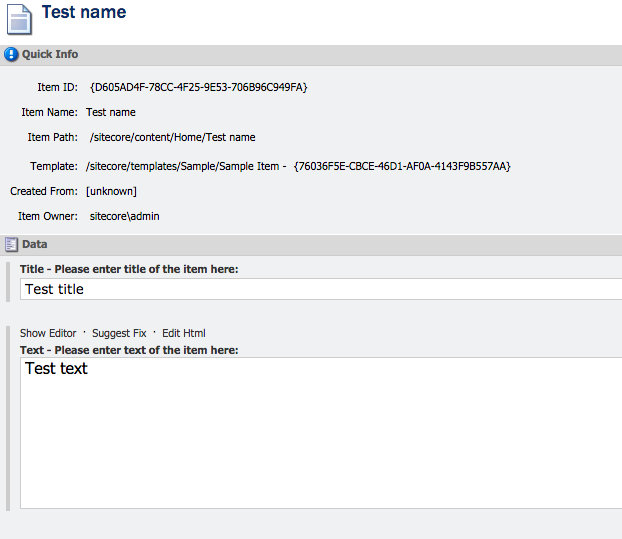 Test name
Quick Info
Item ID: {D605AD4F-78CC-4F25-9E53-706B96C949FA}
Item Name: Test name
Item Path: /sitecore/content/Home/Test name
Template: /sitecore/templates/Sample/Sample Item - {76036F5E-CBCE-46D1-AF0A-4143F9B557AA}
Created From: [unknown]
Item Owner: sitecore\admin
Data
Title - Please enter title of the item here:
Test title
Show Editor · Suggest Fix · Edit Html
Text - Please enter text of the item here:
Test text